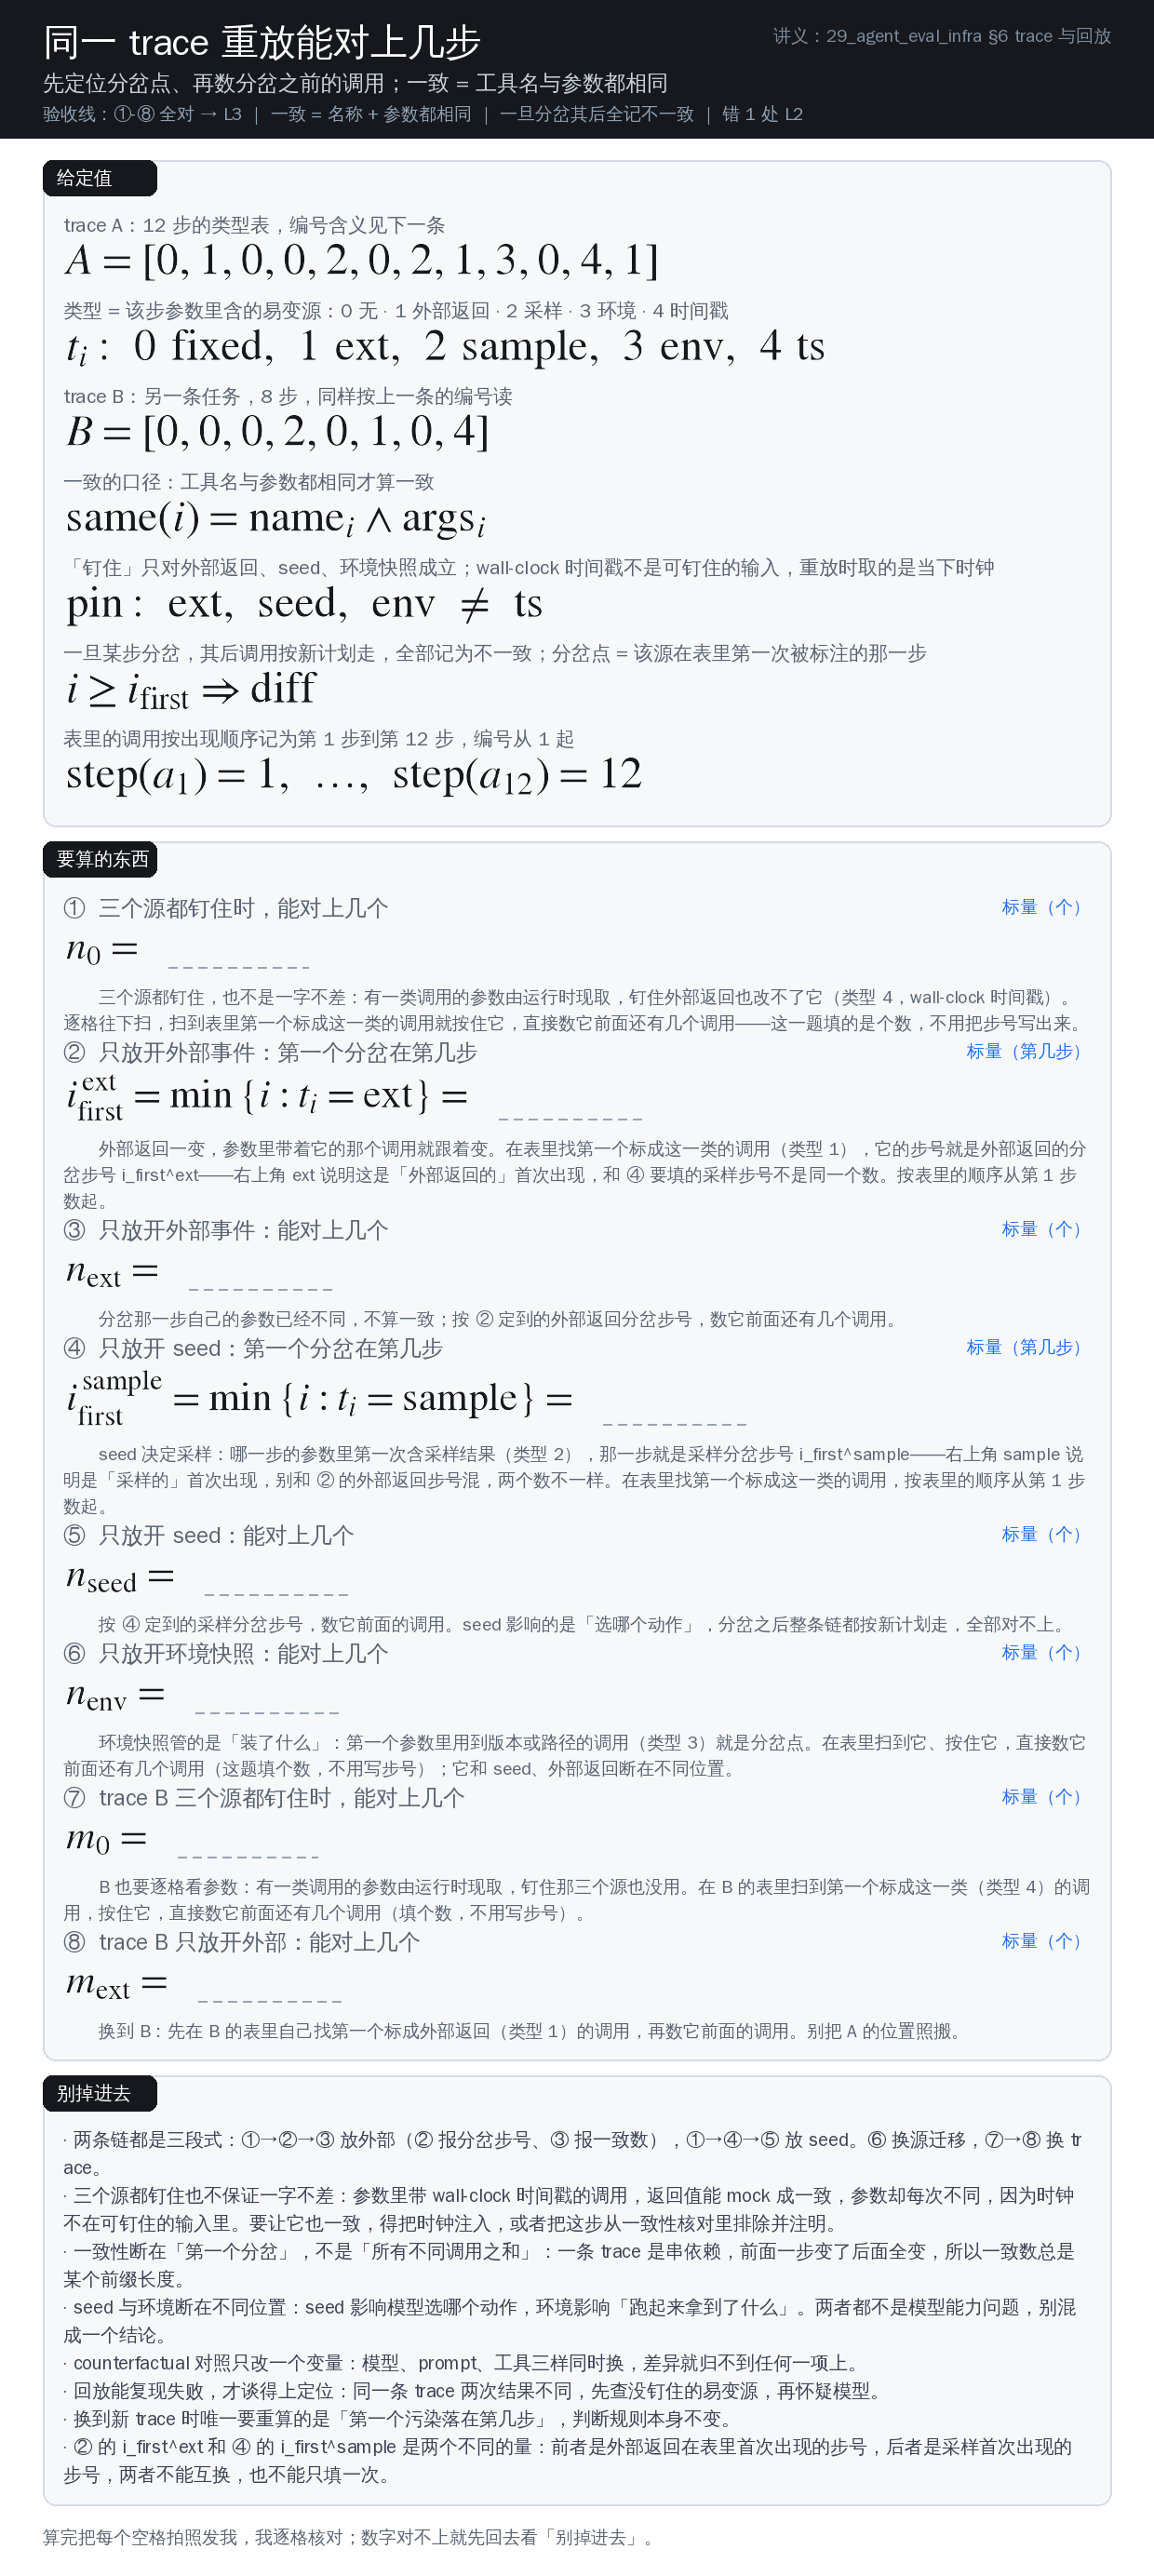 同一 trace 重放能对上几步
讲义：29_agent_eval_infra §6 trace 与回放
先定位分岔点、再数分岔之前的调用；一致 = 工具名与参数都相同
验收线：①-⑧ 全对 → L3 ｜ 一致 = 名称 + 参数都相同 ｜ 一旦分岔其后全记不一致 ｜ 错 1 处 L2
给定值
trace A：12 步的类型表，编号含义见下一条
A = [0, 1, 0, 0, 2, 0, 2, 1, 3, 0, 4, 1]
类型 = 该步参数里含的易变源：0 无 · 1 外部返回 · 2 采样 · 3 环境 · 4 时间戳
t_i : 0 fixed, 1 ext, 2 sample, 3 env, 4 ts
trace B：另一条任务，8 步，同样按上一条的编号读
B = [0, 0, 0, 2, 0, 1, 0, 4]
一致的口径：工具名与参数都相同才算一致
same(i) = name_i ∧ args_i
「钉住」只对外部返回、seed、环境快照成立；wall-clock 时间戳不是可钉住的输入，重放时取的是当下时钟
pin : ext, seed, env ≠ ts
一旦某步分岔，其后调用按新计划走，全部记为不一致；分岔点 = 该源在表里第一次被标注的那一步
i ≥ i_first ⇒ diff
表里的调用按出现顺序记为第 1 步到第 12 步，编号从 1 起
step(a_1) = 1, …, step(a_12) = 12
要算的东西
① 三个源都钉住时，能对上几个
标量（个）
n_0 =
三个源都钉住，也不是一字不差：有一类调用的参数由运行时现取，钉住外部返回也改不了它（类型 4，wall-clock 时间戳）。
逐格往下扫，扫到表里第一个标成这一类的调用就按住它，直接数它前面还有几个调用——这一题填的是个数，不用把步号写出来。
② 只放开外部事件：第一个分岔在第几步
标量（第几步）
i_first^ext = min {i : t_i = ext} =
外部返回一变，参数里带着它的那个调用就跟着变。在表里找第一个标成这一类的调用（类型 1），它的步号就是外部返回的分
岔步号 i_first^ext——右上角 ext 说明这是「外部返回的」首次出现，和 ④ 要填的采样步号不是同一个数。按表里的顺序从第 1 步
数起。
③ 只放开外部事件：能对上几个
标量（个）
n_ext =
分岔那一步自己的参数已经不同，不算一致；按 ② 定到的外部返回分岔步号，数它前面还有几个调用。
④ 只放开 seed：第一个分岔在第几步
标量（第几步）
i_first^sample = min {i : t_i = sample} =
seed 决定采样：哪一步的参数里第一次含采样结果（类型 2），那一步就是采样分岔步号 i_first^sample——右上角 sample 说
明是「采样的」首次出现，别和 ② 的外部返回步号混，两个数不一样。在表里找第一个标成这一类的调用，按表里的顺序从第 1 步
数起。
⑤ 只放开 seed：能对上几个
标量（个）
n_seed =
按 ④ 定到的采样分岔步号，数它前面的调用。seed 影响的是「选哪个动作」，分岔之后整条链都按新计划走，全部对不上。
⑥ 只放开环境快照：能对上几个
标量（个）
n_env =
环境快照管的是「装了什么」：第一个参数里用到版本或路径的调用（类型 3）就是分岔点。在表里扫到它、按住它，直接数它
前面还有几个调用（这题填个数，不用写步号）；它和 seed、外部返回断在不同位置。
⑦ trace B 三个源都钉住时，能对上几个
标量（个）
m_0 =
B 也要逐格看参数：有一类调用的参数由运行时现取，钉住那三个源也没用。在 B 的表里扫到第一个标成这一类（类型 4）的调
用，按住它，直接数它前面还有几个调用（填个数，不用写步号）。
⑧ trace B 只放开外部：能对上几个
标量（个）
m_ext =
换到 B：先在 B 的表里自己找第一个标成外部返回（类型 1）的调用，再数它前面的调用。别把 A 的位置照搬。
别掉进去
· 两条链都是三段式：①→②→③ 放外部（② 报分岔步号、③ 报一致数），①→④→⑤ 放 seed。⑥ 换源迁移，⑦→⑧ 换 tr
ace。
· 三个源都钉住也不保证一字不差：参数里带 wall-clock 时间戳的调用，返回值能 mock 成一致，参数却每次不同，因为时钟
不在可钉住的输入里。要让它也一致，得把时钟注入，或者把这步从一致性核对里排除并注明。
· 一致性断在「第一个分岔」，不是「所有不同调用之和」：一条 trace 是串依赖，前面一步变了后面全变，所以一致数总是
某个前缀长度。
· seed 与环境断在不同位置：seed 影响模型选哪个动作，环境影响「跑起来拿到了什么」。两者都不是模型能力问题，别混
成一个结论。
· counterfactual 对照只改一个变量：模型、prompt、工具三样同时换，差异就归不到任何一项上。
· 回放能复现失败，才谈得上定位：同一条 trace 两次结果不同，先查没钉住的易变源，再怀疑模型。
· 换到新 trace 时唯一要重算的是「第一个污染落在第几步」，判断规则本身不变。
· ② 的 i_first^ext 和 ④ 的 i_first^sample 是两个不同的量：前者是外部返回在表里首次出现的步号，后者是采样首次出现的
步号，两者不能互换，也不能只填一次。
算完把每个空格拍照发我，我逐格核对；数字对不上就先回去看「别掉进去」。